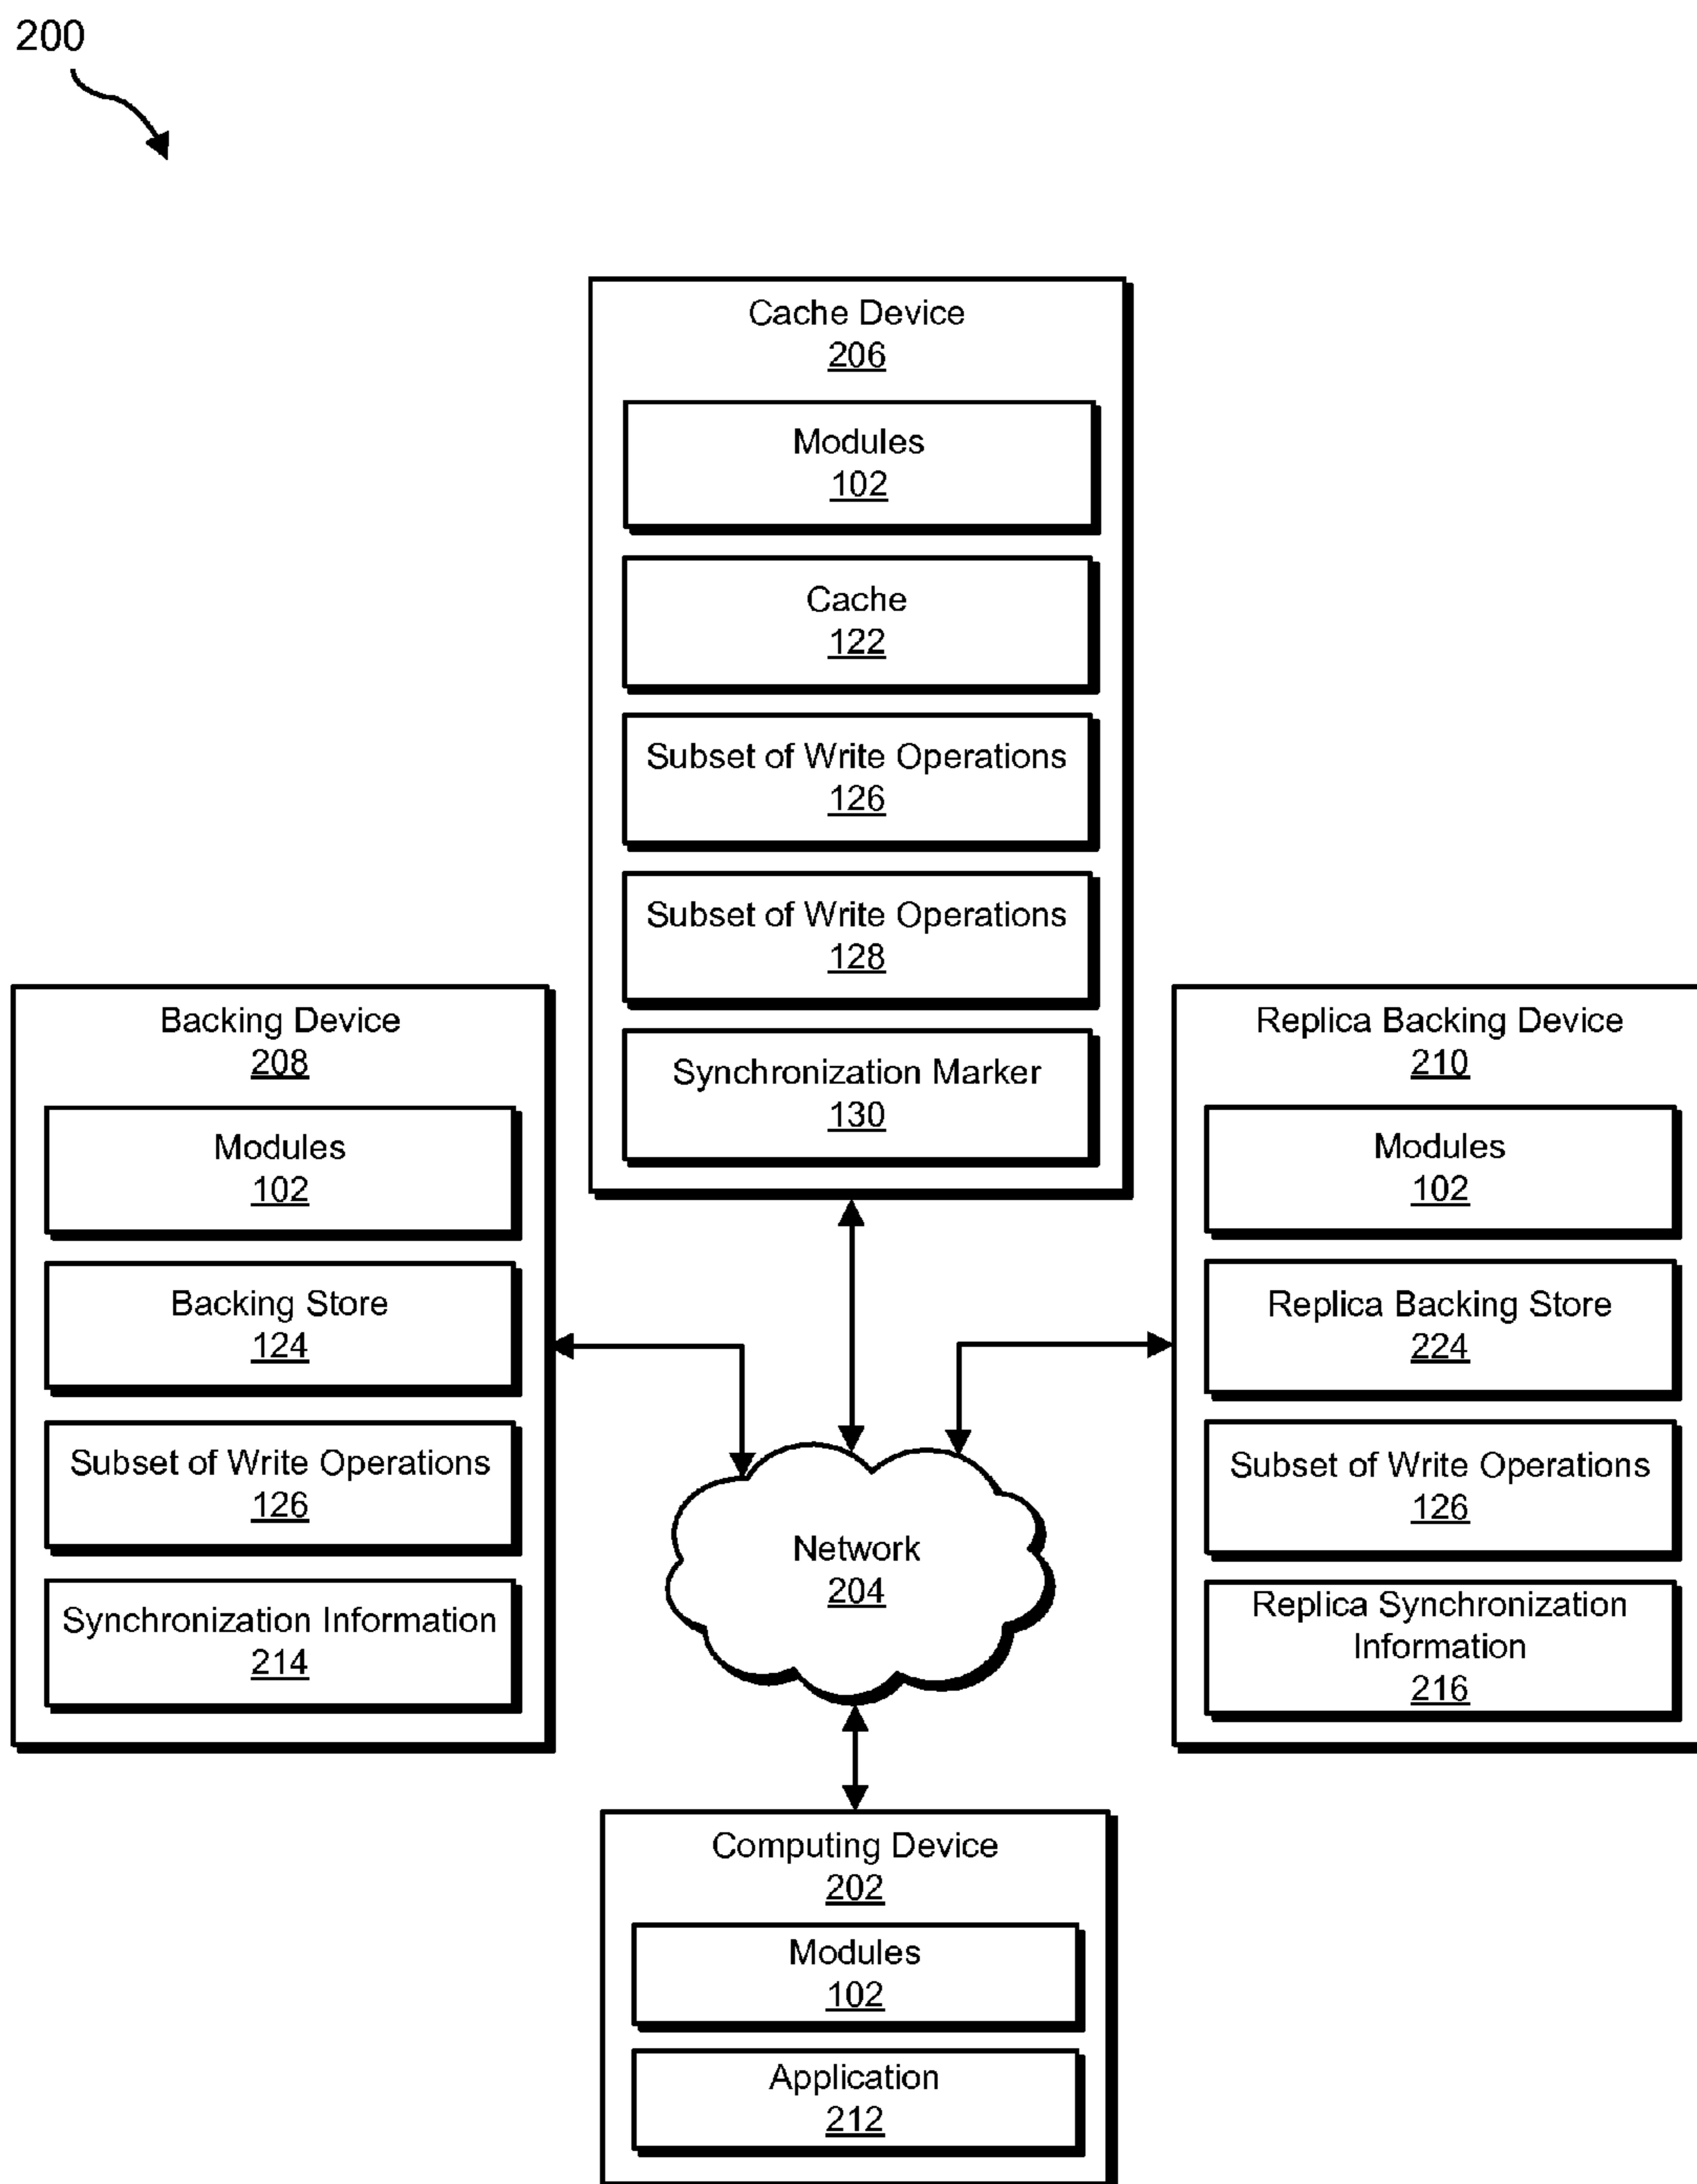 200
Cache Device
206
Modules
102
Cache
122
Subset of Write Operations
126
Subset of Write Operations
128
Synchronization Marker
130
Backing Device
208
Modules
102
Backing Store
124
Subset of Write Operations
126
Synchronization Information
214
Replica Backing Device
210
Modules
102
Replica Backing Store
224
Subset of Write Operations
126
Replica Synchronization
Information
216
Network
204
Computing Device
202
Modules
102
Application
212